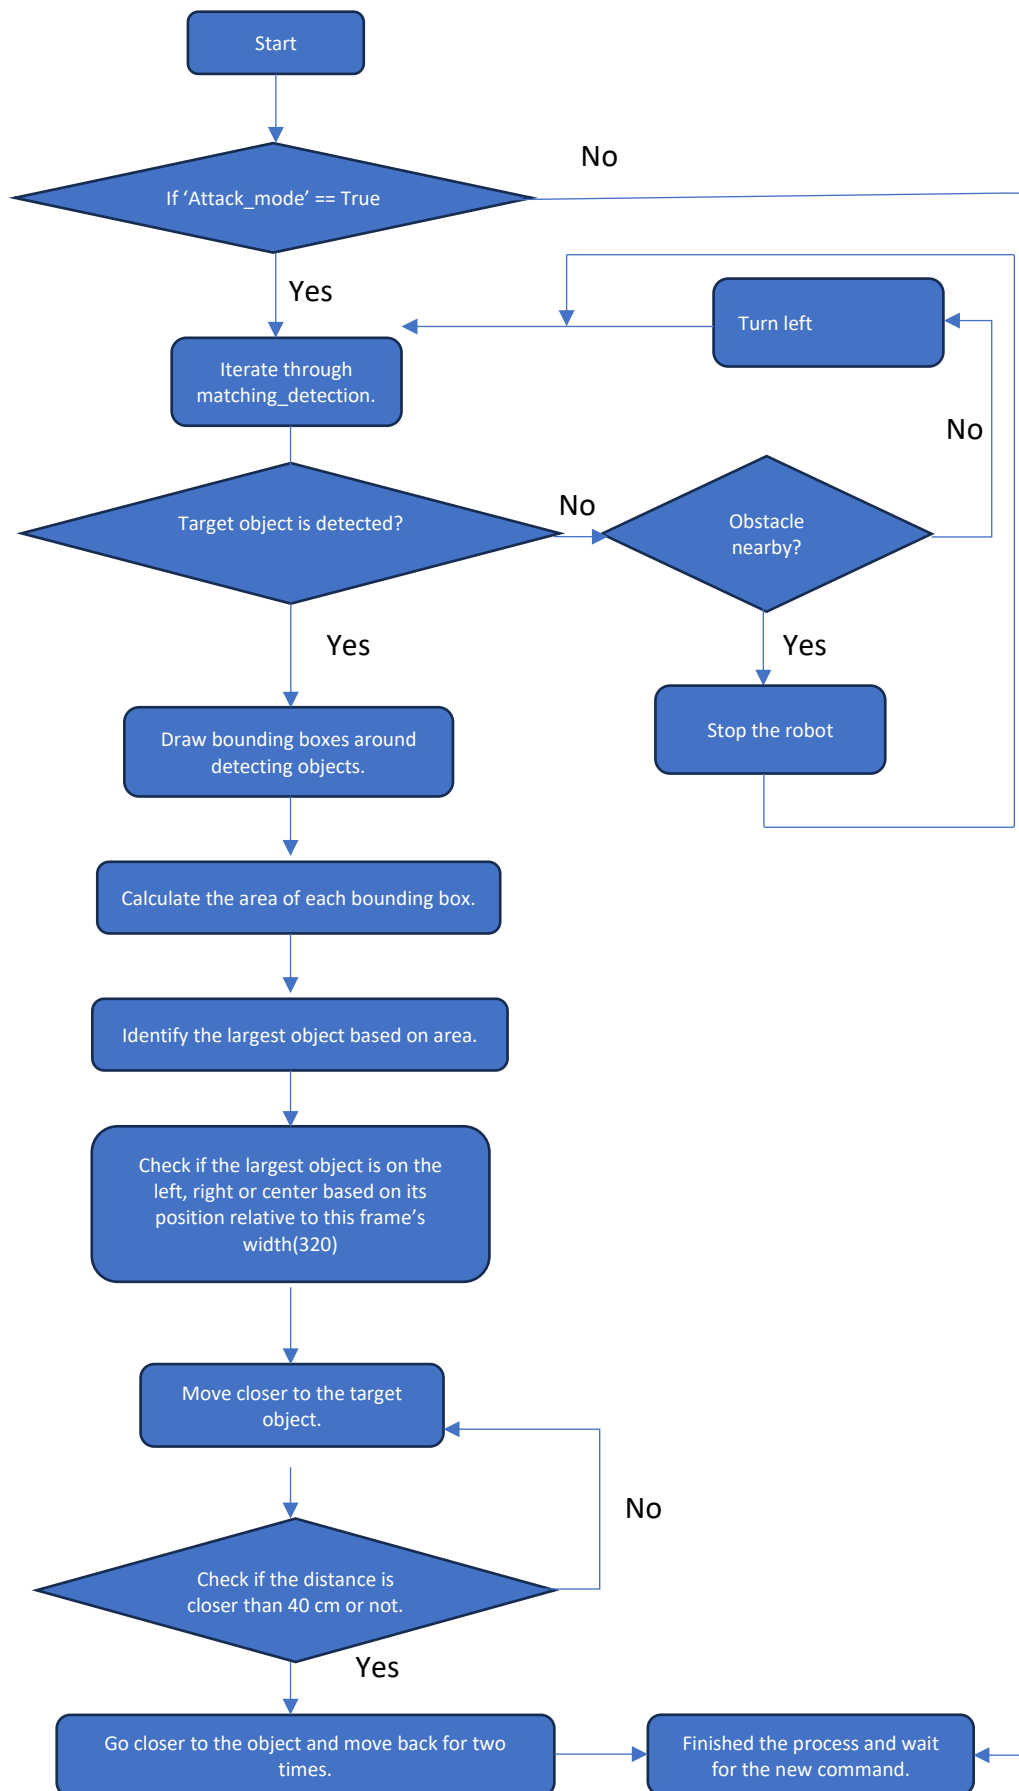 Start
No
If ‘Attack_mode’ == True
Yes
Turn left
Iterate through
matching_detection.
No
Target object is detected?
No
Obstacle
nearby?
Yes
Yes
Draw bounding boxes around
detecting objects.
Stop the robot
Calculate the area of each bounding box.
Identify the largest object based on area.
Check if the largest object is on the
left, right or center based on its
position relative to this frame’s
width(320)
Move closer to the target
object.
No
Check if the distance is
closer than 40 cm or not.
Yes
Go closer to the object and move back for two
times.
Finished the process and wait
for the new command.